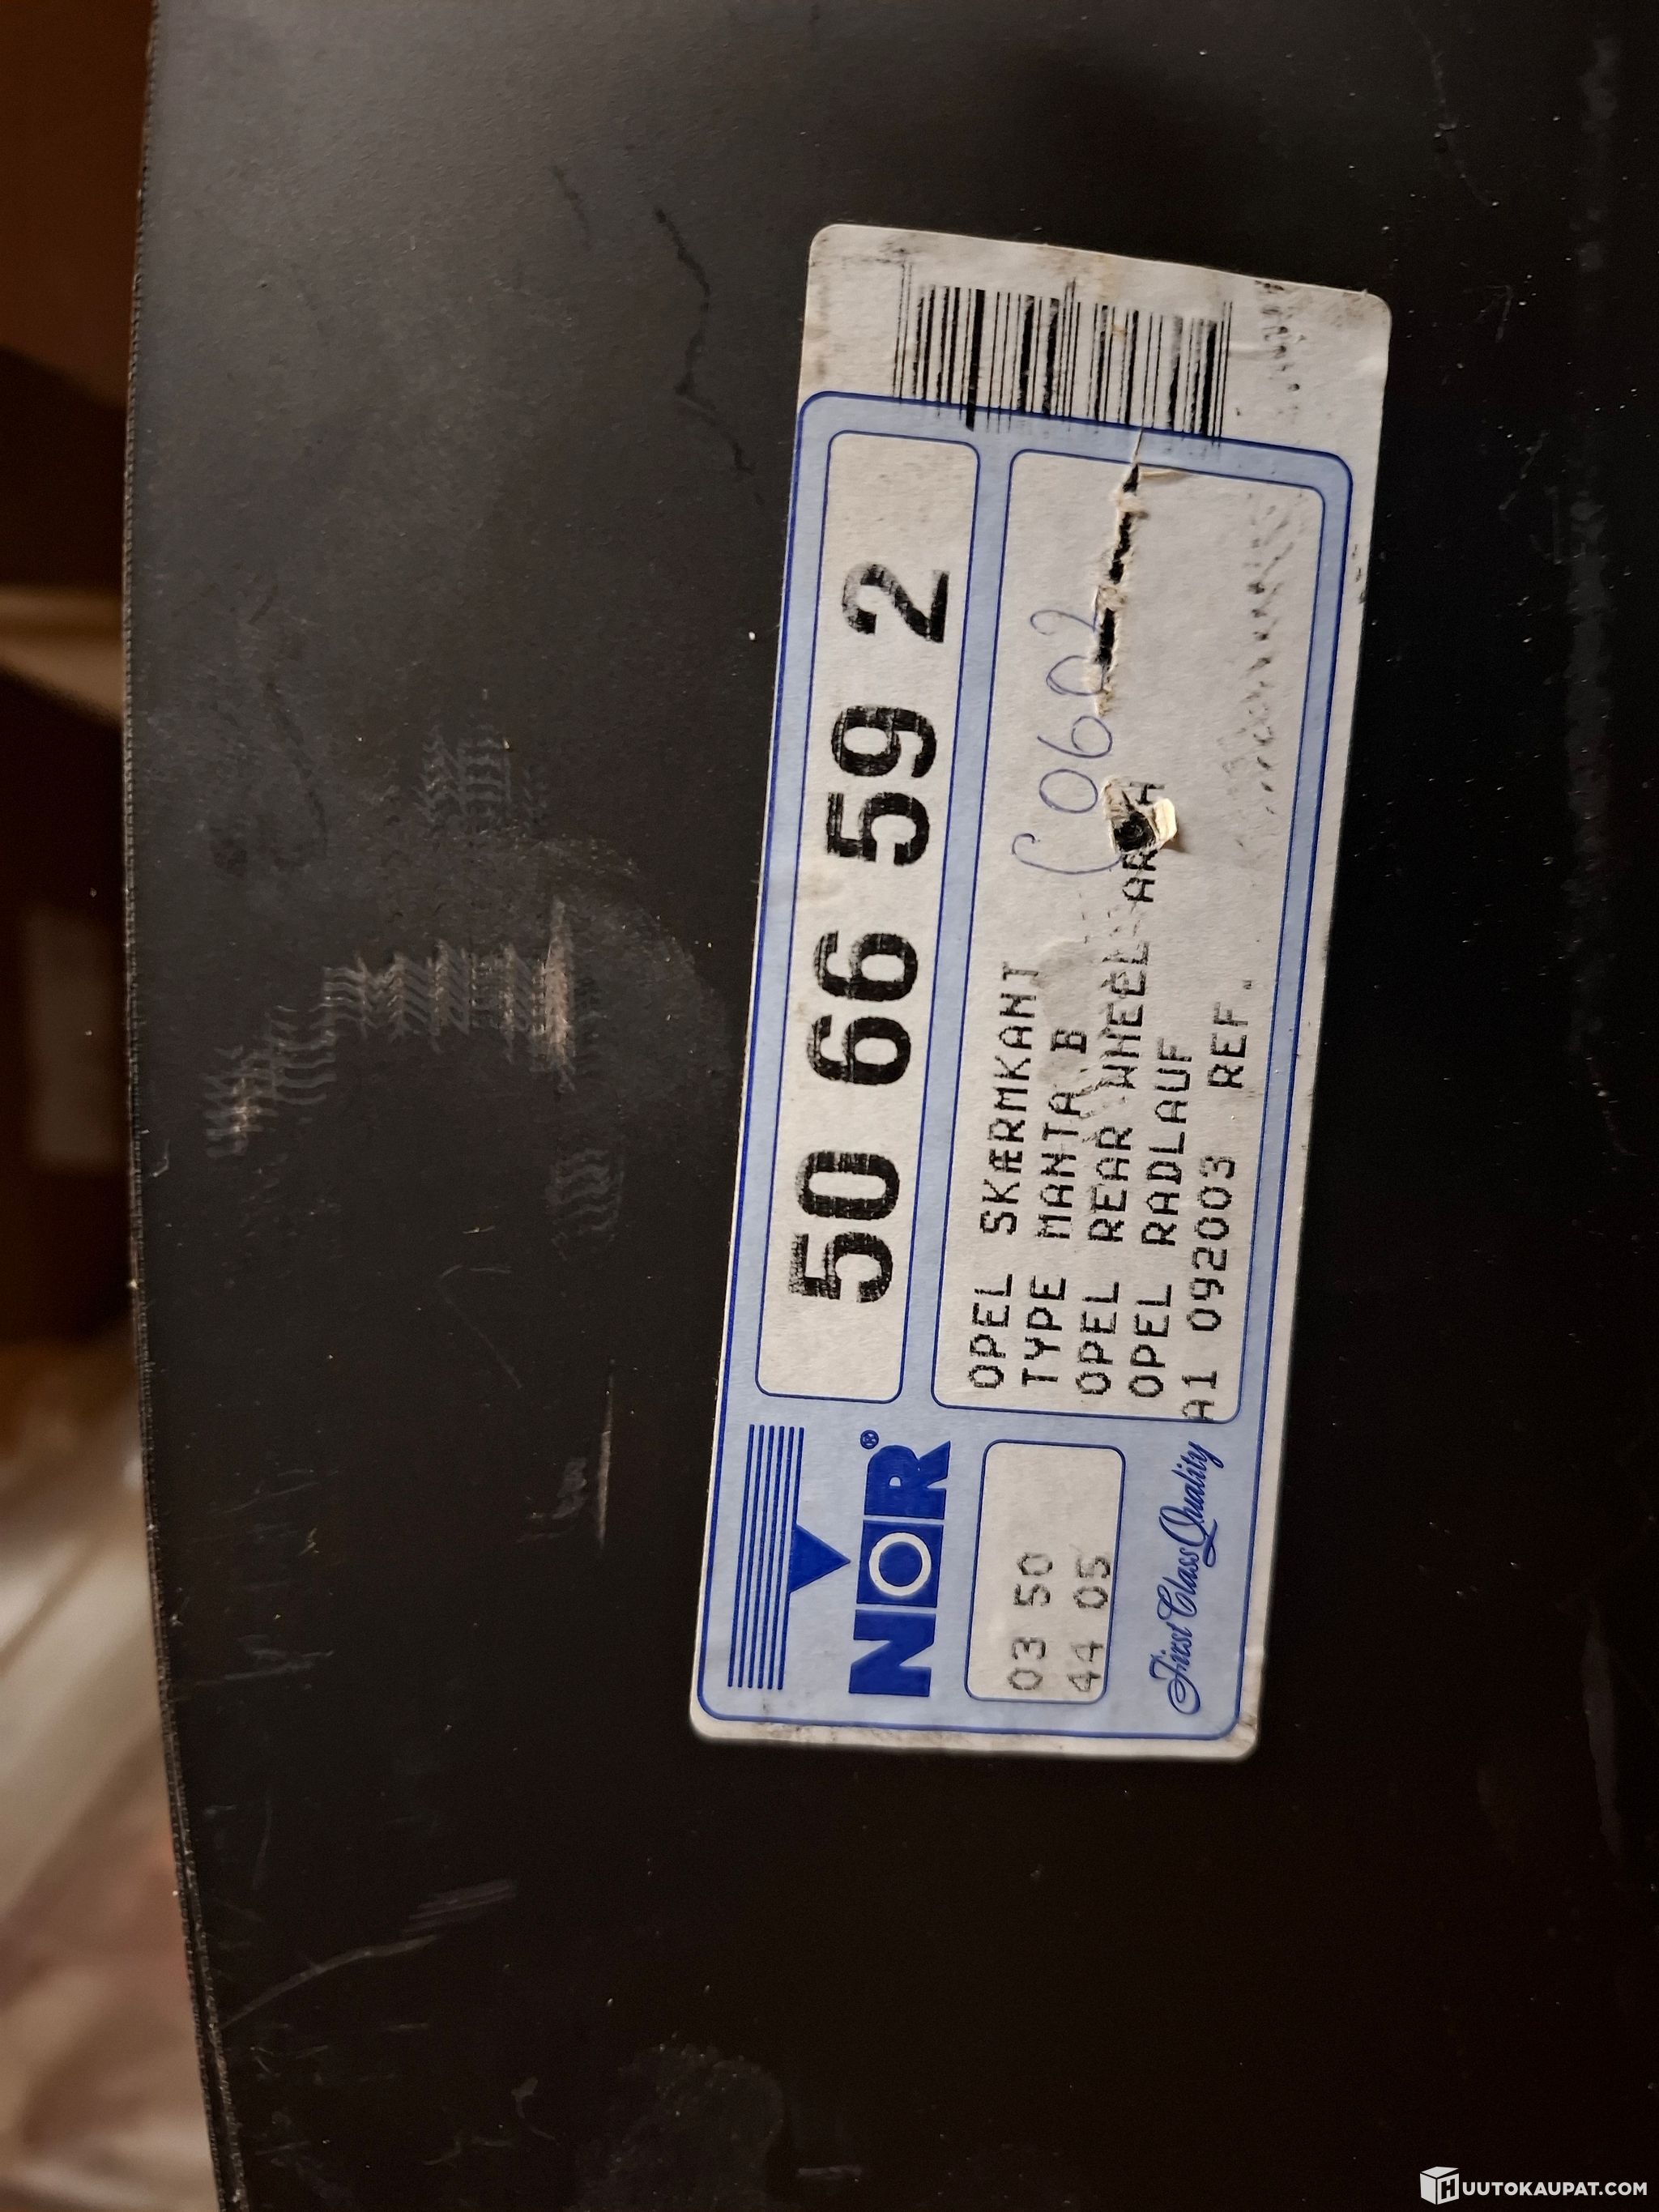 NOR®
50 66 59 2
03 50
44 05
First Class Quality
OPEL SKÆRMKANT
TYPE MANTA B
OPEL REAR WHEEL
OPEL RADLAUF
A1 092003 REF.
HUUTOKAUPAT.COM